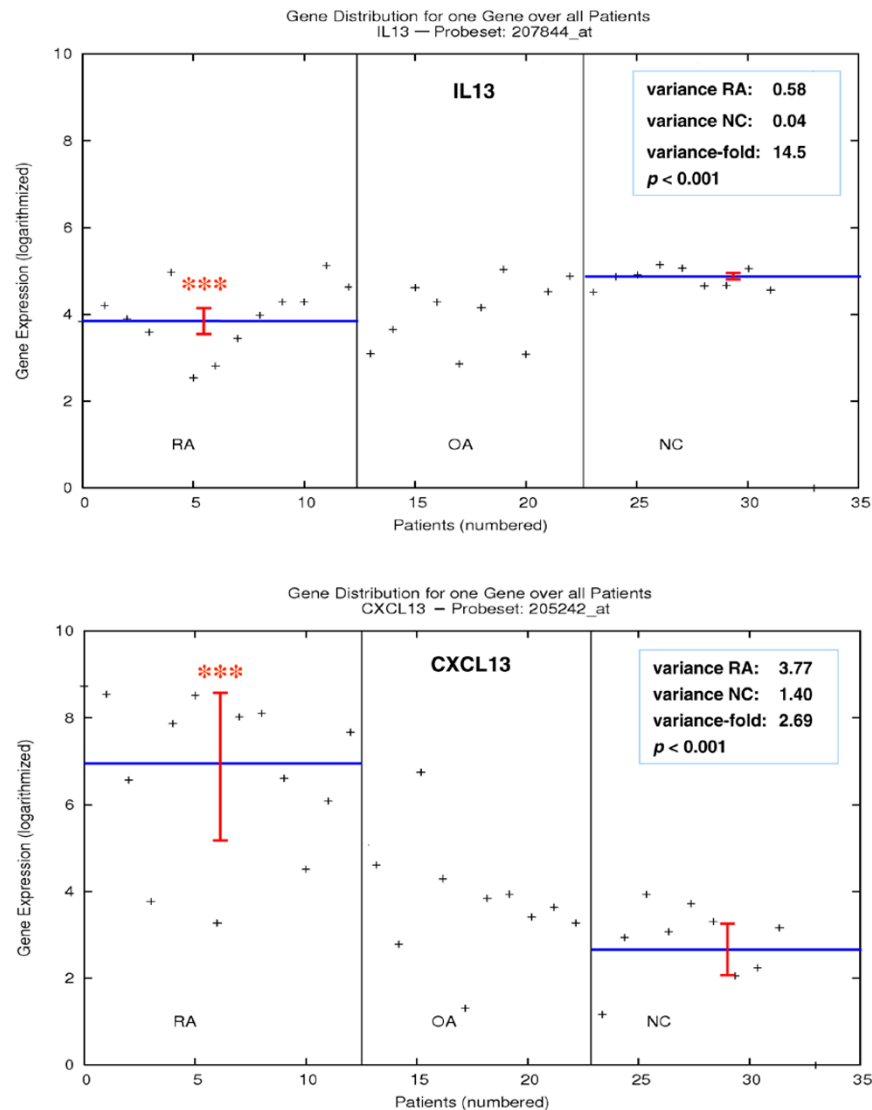 Gene Distribution for one Gene over all Patients
IL13 — Probeset: 207844_at
Gene Expression (logarithmized)
10
8
6
4
2
0
IL13
variance RA: 0.58
variance NC: 0.04
variance-fold: 14.5
p < 0.001
***
RA
OA
NC
0 5 10 15 20 25 30 35
Patients (numbered)
Gene Distribution for one Gene over all Patients
CXCL13 – Probeset: 205242_at
Gene Expression (logarithmized)
10
8
6
4
2
0
***
CXCL13
variance RA: 3.77
variance NC: 1.40
variance-fold: 2.69
p < 0.001
RA
OA
NC
0 5 10 15 20 25 30 35
Patients (numbered)